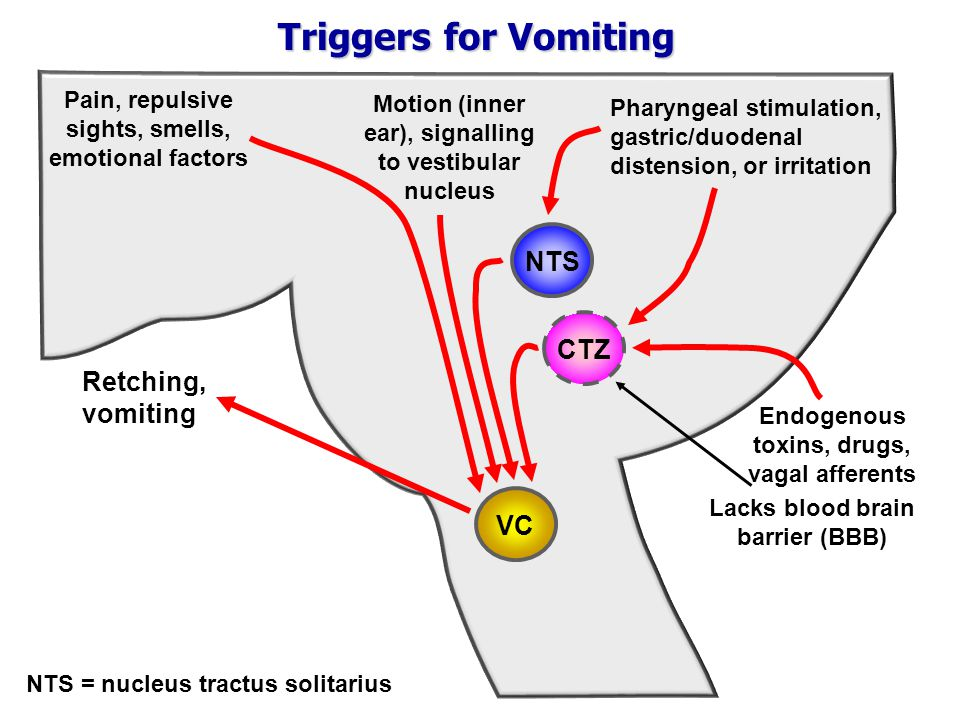 Triggers for Vomiting
Pain, repulsive
sights, smells,
emotional factors
Motion (inner
ear), signalling
to vestibular
nucleus
Pharyngeal stimulation,
gastric/duodenal
distension, or irritation
NTS
CTZ
Retching,
vomiting
Endogenous
toxins, drugs,
vagal afferents
Lacks blood brain
barrier (BBB)
VC
NTS = nucleus tractus solitarius